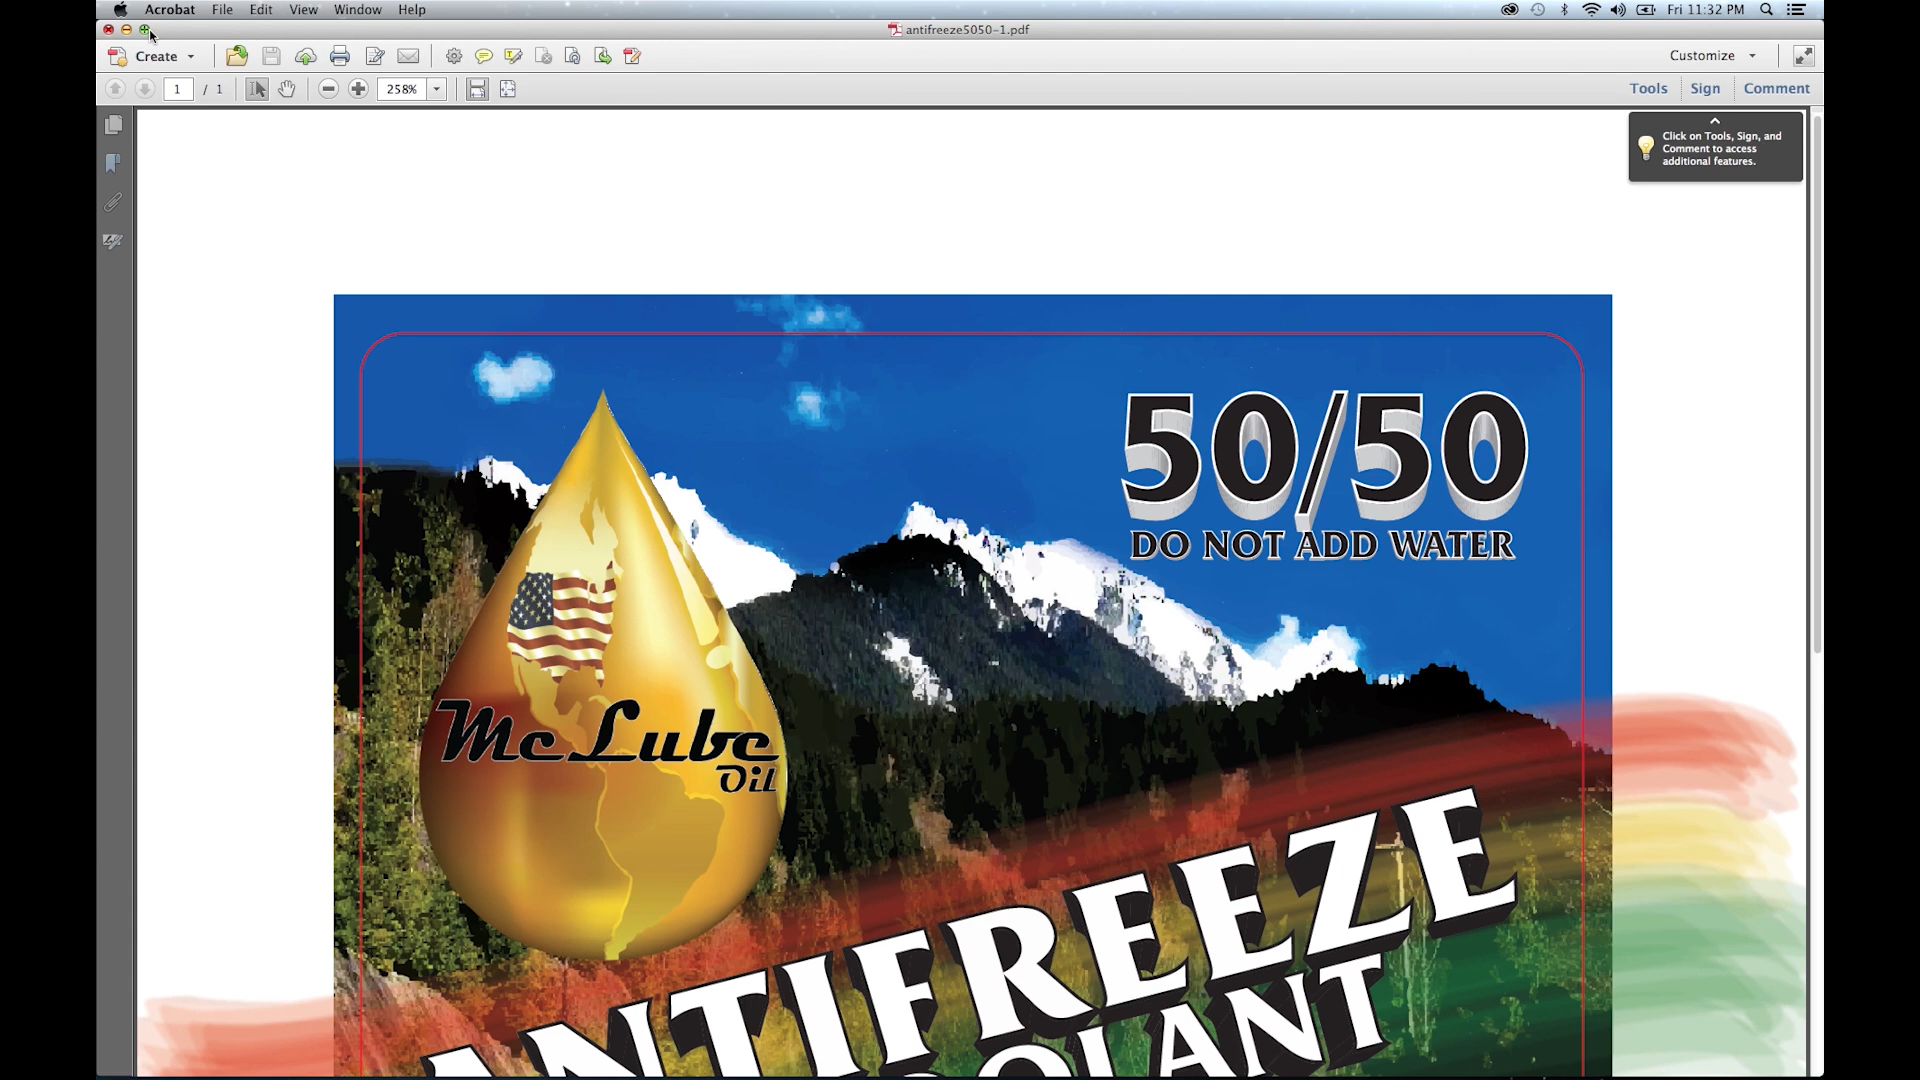 Acrobat File Edit View Window Help
Fri 11:32 PM
antifreeze5050-1.pdf
Create
Customize
1 / 1
258%
Tools Sign Comment
Click on Tools, Sign, and
Comment to access
additional features.
50/50
DO NOT ADD WATER
Mc Lube
Oil
ANTIFREEZE